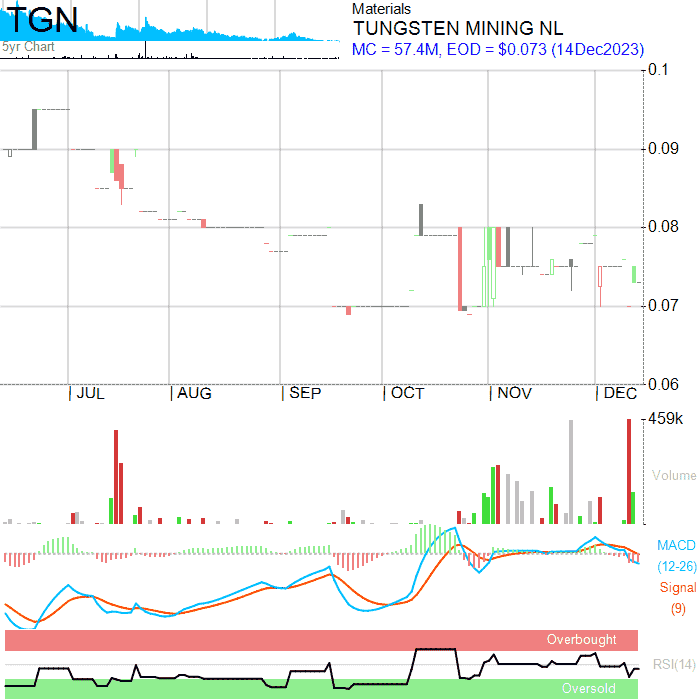 TGN
5yr Chart
Materials
TUNGSTEN MINING NL
MC = 57.4M, EOD = $0.073 (14Dec2023)
0.1
0.09
0.08
0.07
0.06
JUL AUG SEP OCT NOV DEC
459k
Volume
MACD
(12-26)
Signal
(9)
Overbought
RSI(14)
Oversold